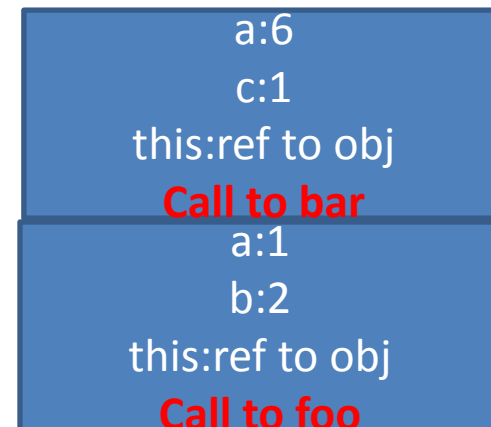 a:6
c:1
this:ref to obj
Call to bar
a:1
b:2
this:ref to obj
Call to foo